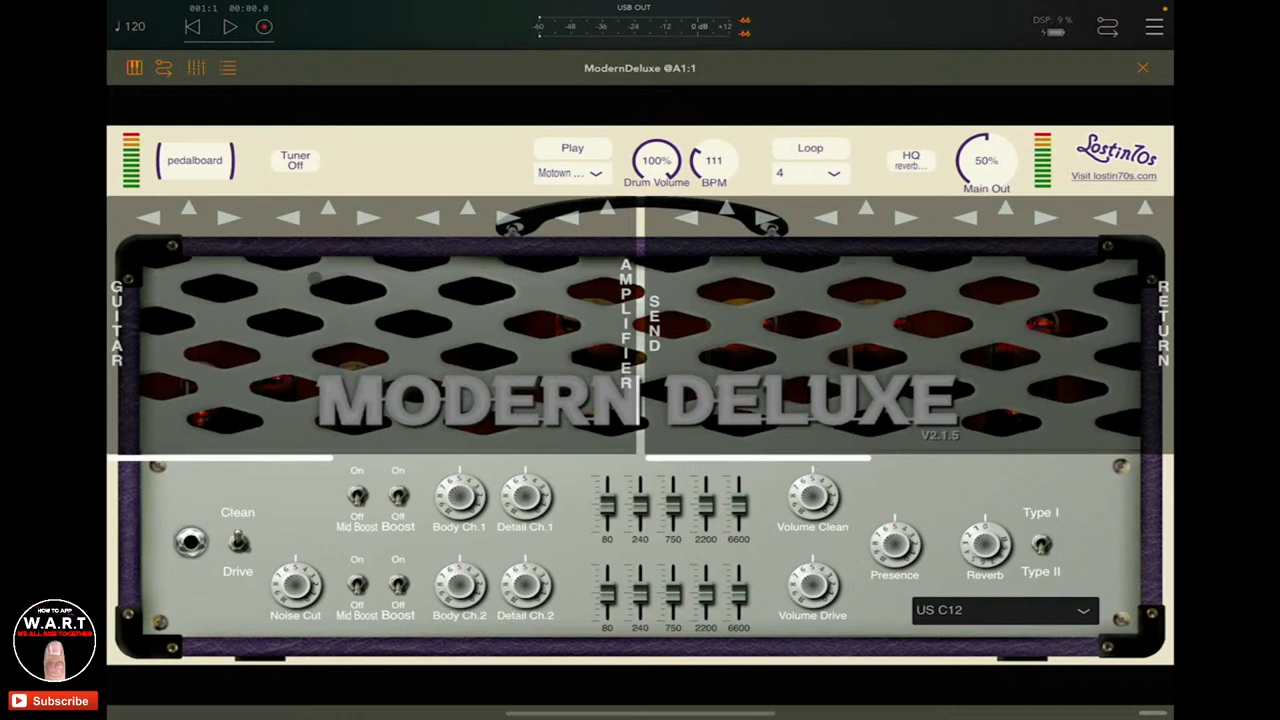 001:1 00:00.0
♩ 120
USB OUT
-60 -48 -36 -24 -12 0 dB +12
-66
-66
DSP: 9 %
ModernDeluxe @A1:1
pedalboard
Tuner
Off
Play
Motown ...
100%
Drum Volume
111
BPM
Loop
4
HQ
reverb...
50%
Main Out
Lostin70s
Visit lostin70s.com
GUITAR
AMPLIFIER
SEND
RETURN
MODERN DELUXE
V2.1.5
Clean
Drive
On On
Off Off
Mid Boost Boost
Body Ch.1
Detail Ch.1
80 240 750 2200 6600
Volume Clean
Noise Cut
On On
Off Off
Mid Boost Boost
Body Ch.2
Detail Ch.2
80 240 750 2200 6600
Volume Drive
Presence
Reverb
Type I
Type II
US C12
HOW TO APP
W.A.R.T
WE ALL RISE TOGETHER
Subscribe